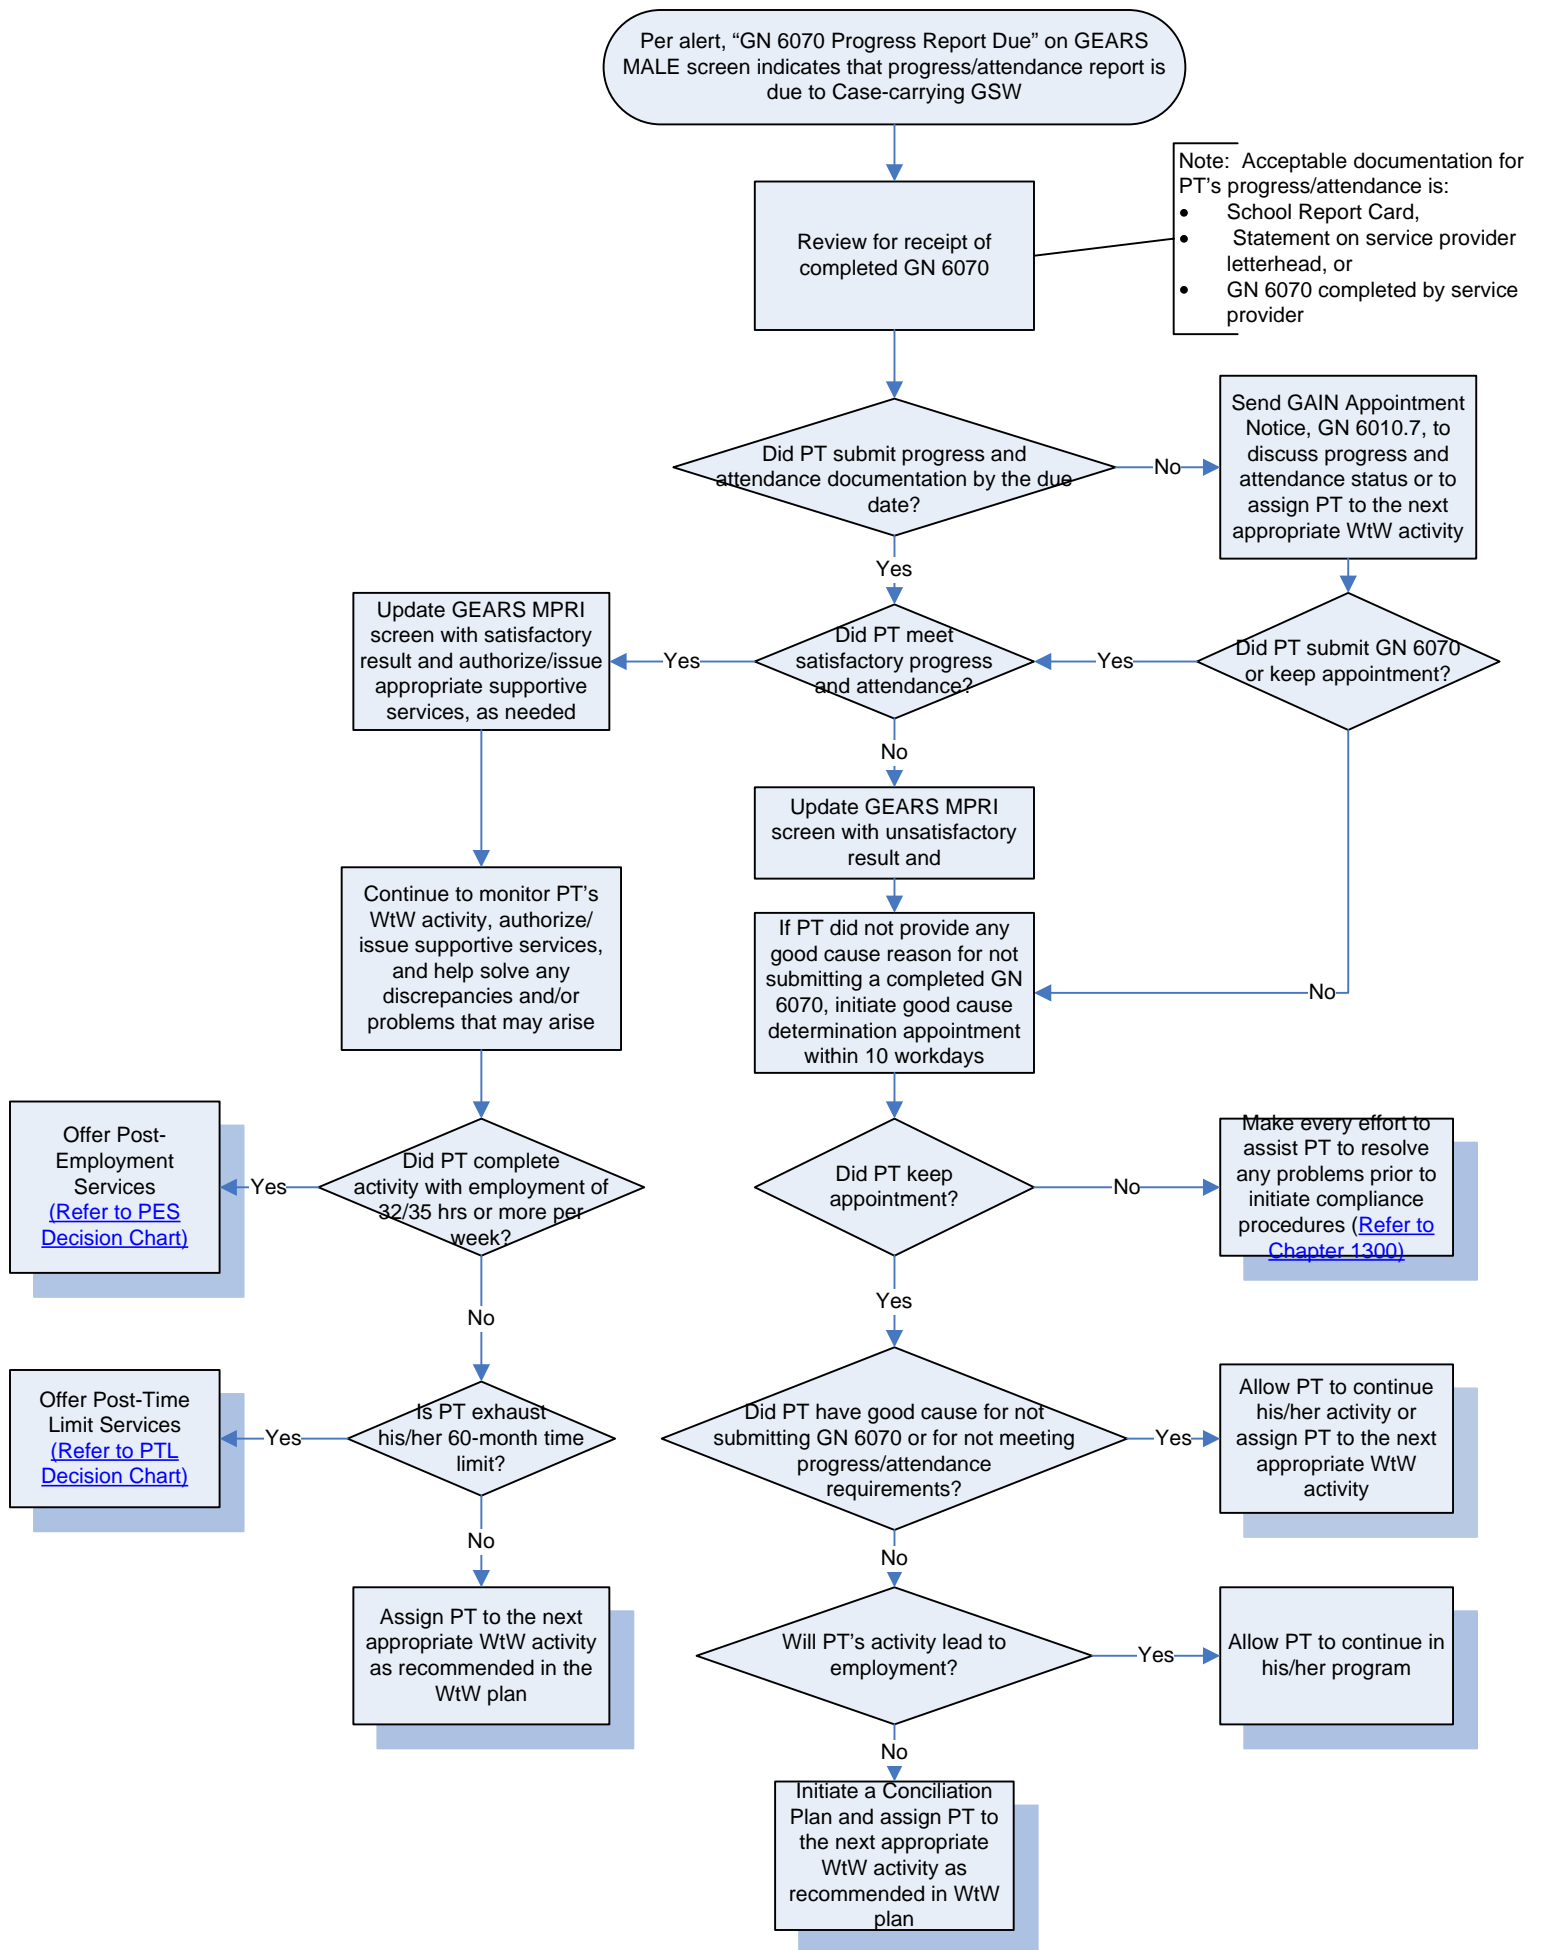 Per alert, “GN 6070 Progress Report Due” on GEARS
MALE screen indicates that progress/attendance report is
due to Case-carrying GSW
Note:  Acceptable documentation for
PT’s progress/attendance is:
• School Report Card,
• Statement on service provider
letterhead, or
• GN 6070 completed by service
provider
Review for receipt of
completed GN 6070
Did PT submit progress and
attendance documentation by the due
date?
No
Send GAIN Appointment
Notice, GN 6010.7, to
discuss progress and
attendance status or to
assign PT to the next
appropriate WtW activity
Yes
Did PT submit GN 6070
or keep appointment?
Yes
Did PT meet
satisfactory progress
and attendance?
Yes
Update GEARS MPRI
screen with satisfactory
result and authorize/issue
appropriate supportive
services, as needed
No
Update GEARS MPRI
screen with unsatisfactory
result and
Continue to monitor PT’s
WtW activity, authorize/
issue supportive services,
and help solve any
discrepancies and/or
problems that may arise
If PT did not provide any
good cause reason for not
submitting a completed GN
6070, initiate good cause
determination appointment
within 10 workdays
No
Offer Post-
Employment
Services
(Refer to PES
Decision Chart)
Yes
Did PT complete
activity with employment of
32/35 hrs or more per
week?
Did PT keep
appointment?
No
Make every effort to
assist PT to resolve
any problems prior to
initiate compliance
procedures (Refer to
Chapter 1300)
No
Yes
Offer Post-Time
Limit Services
(Refer to PTL
Decision Chart)
Yes
Is PT exhaust
his/her 60-month time
limit?
Did PT have good cause for not
submitting GN 6070 or for not meeting
progress/attendance
requirements?
Yes
Allow PT to continue
his/her activity or
assign PT to the next
appropriate WtW
activity
No
No
Assign PT to the next
appropriate WtW activity
as recommended in the
WtW plan
Will PT’s activity lead to
employment?
Yes
Allow PT to continue in
his/her program
No
Initiate a Conciliation
Plan and assign PT to
the next appropriate
WtW activity as
recommended in WtW
plan